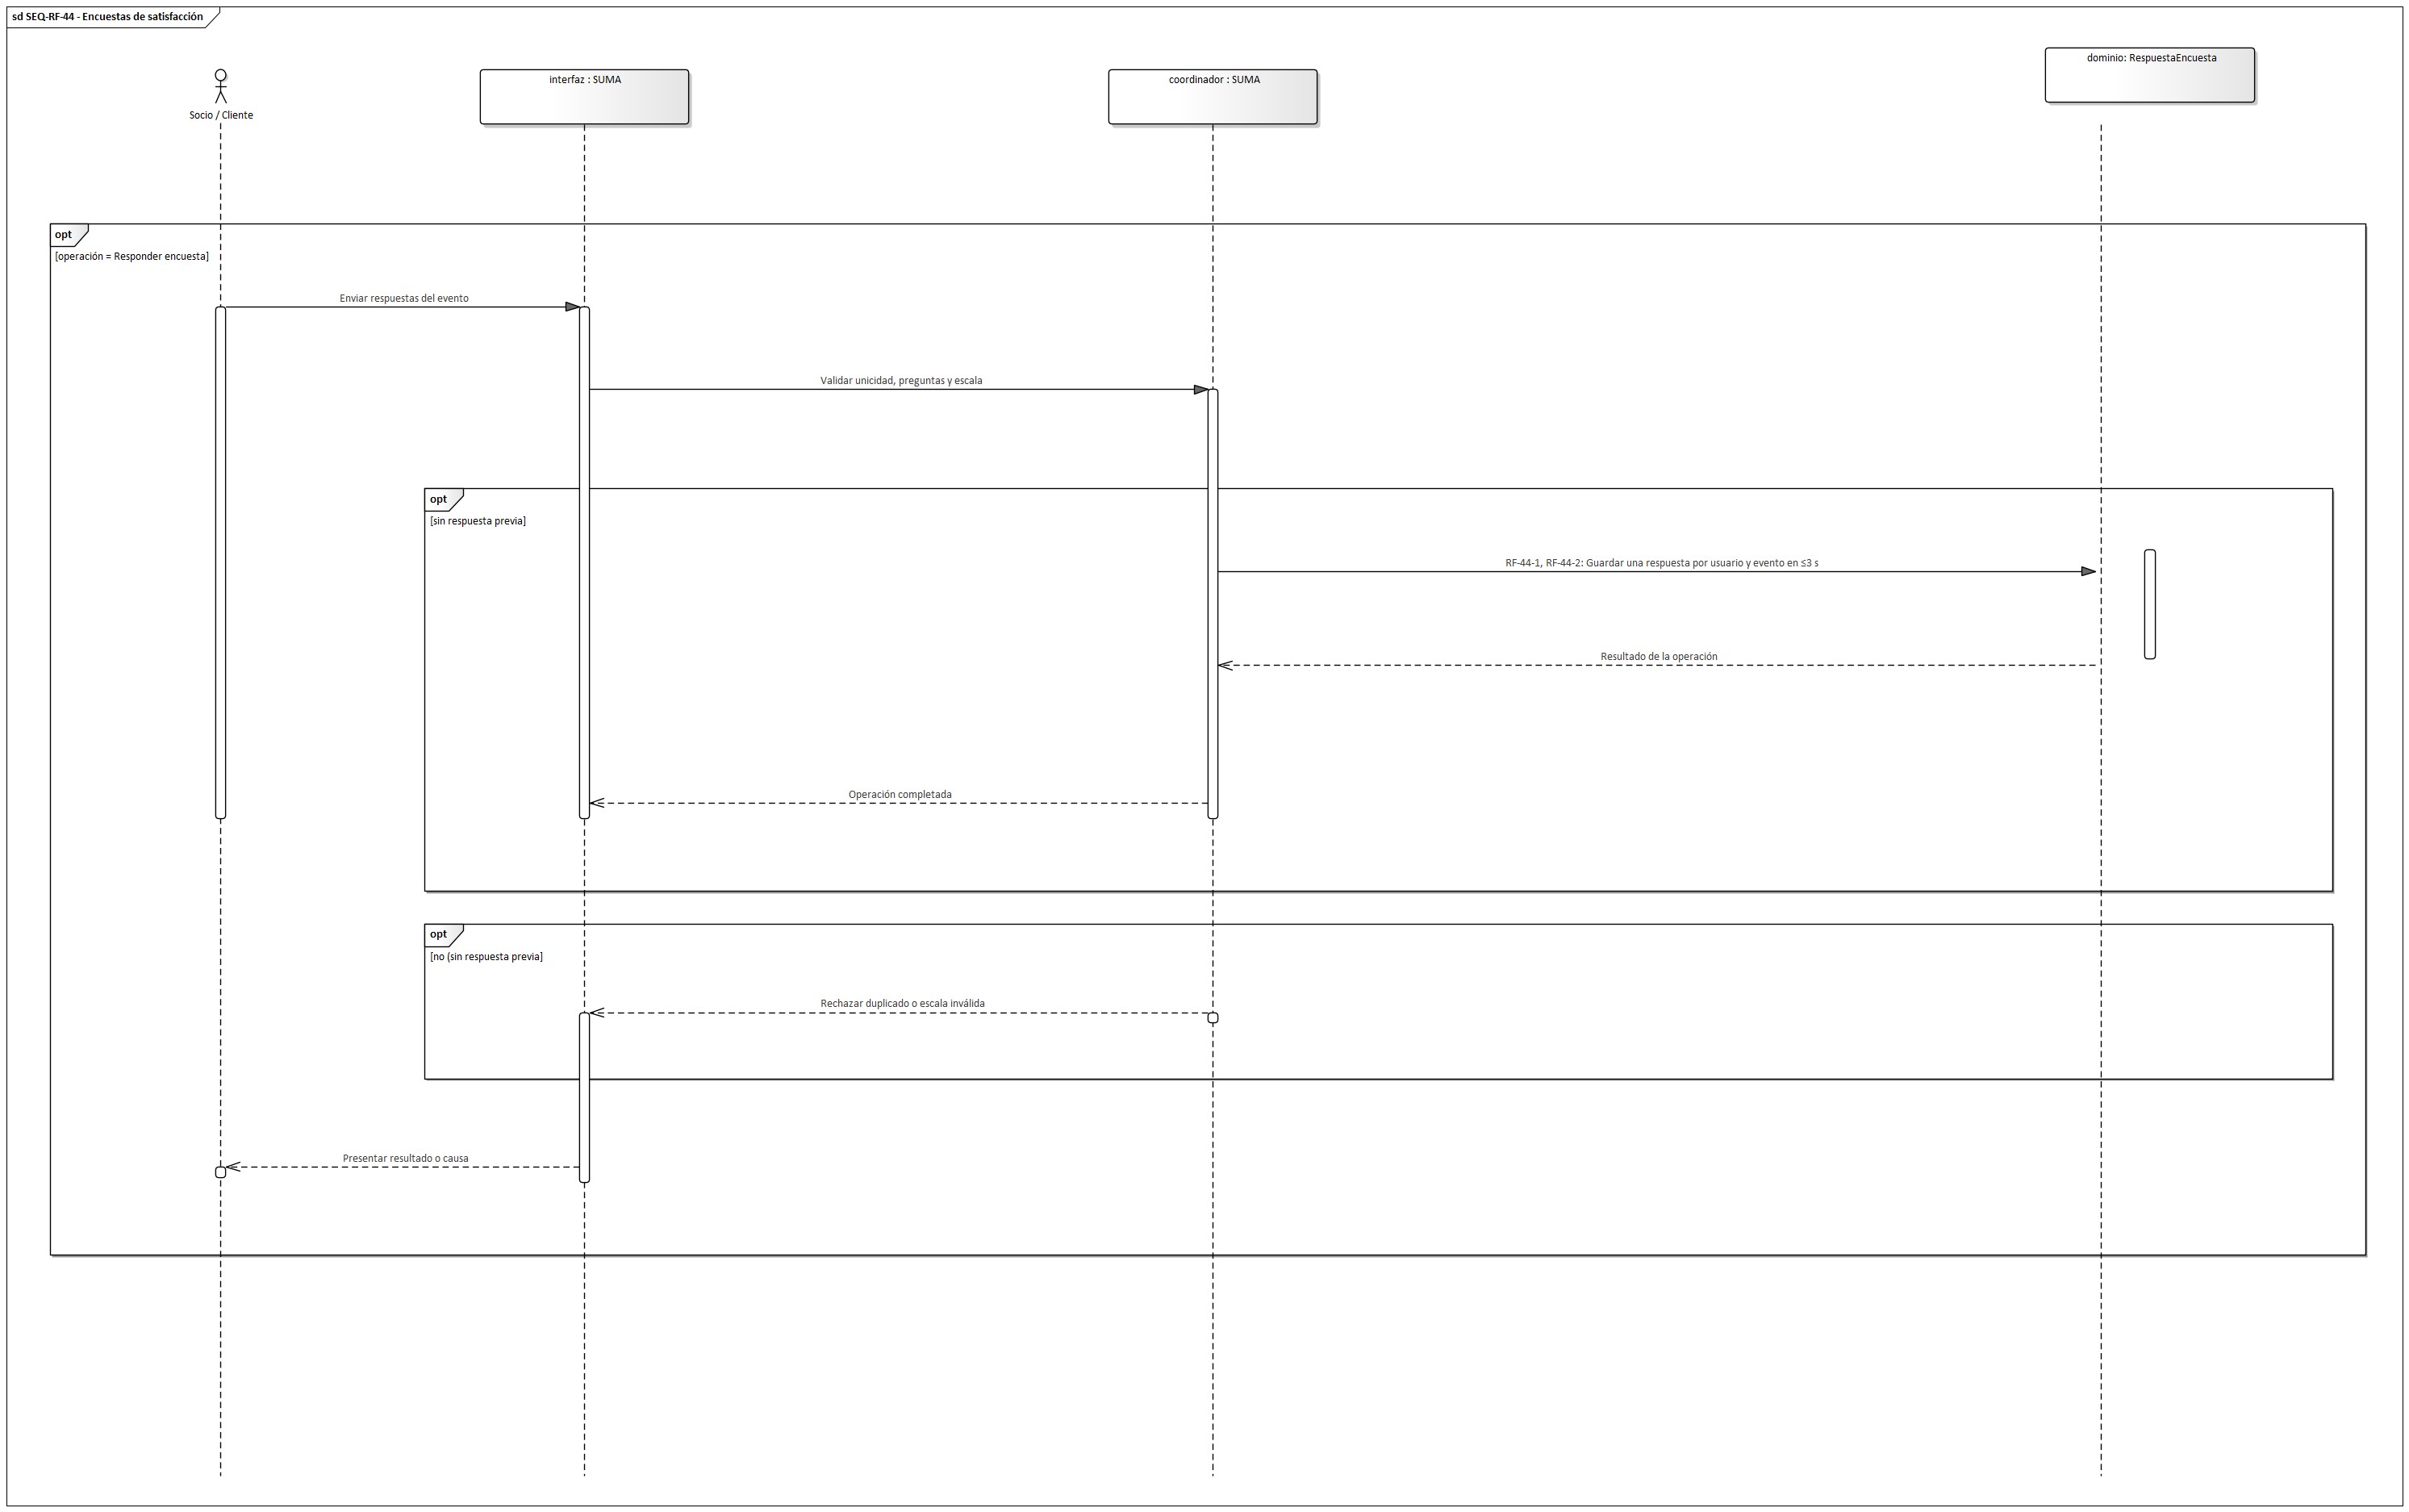 sd SEQ-RF-44 - Encuestas de satisfacción
dominio: RespuestaEncuesta
interfaz : SUMA
coordinador : SUMA
Socio / Cliente
opt
[operación = Responder encuesta]
Enviar respuestas del evento
Validar unicidad, preguntas y escala
opt
[sin respuesta previa]
RF-44-1, RF-44-2: Guardar una respuesta por usuario y evento en ≤3 s
Resultado de la operación
Operación completada
opt
[no (sin respuesta previa]
Rechazar duplicado o escala inválida
Presentar resultado o causa